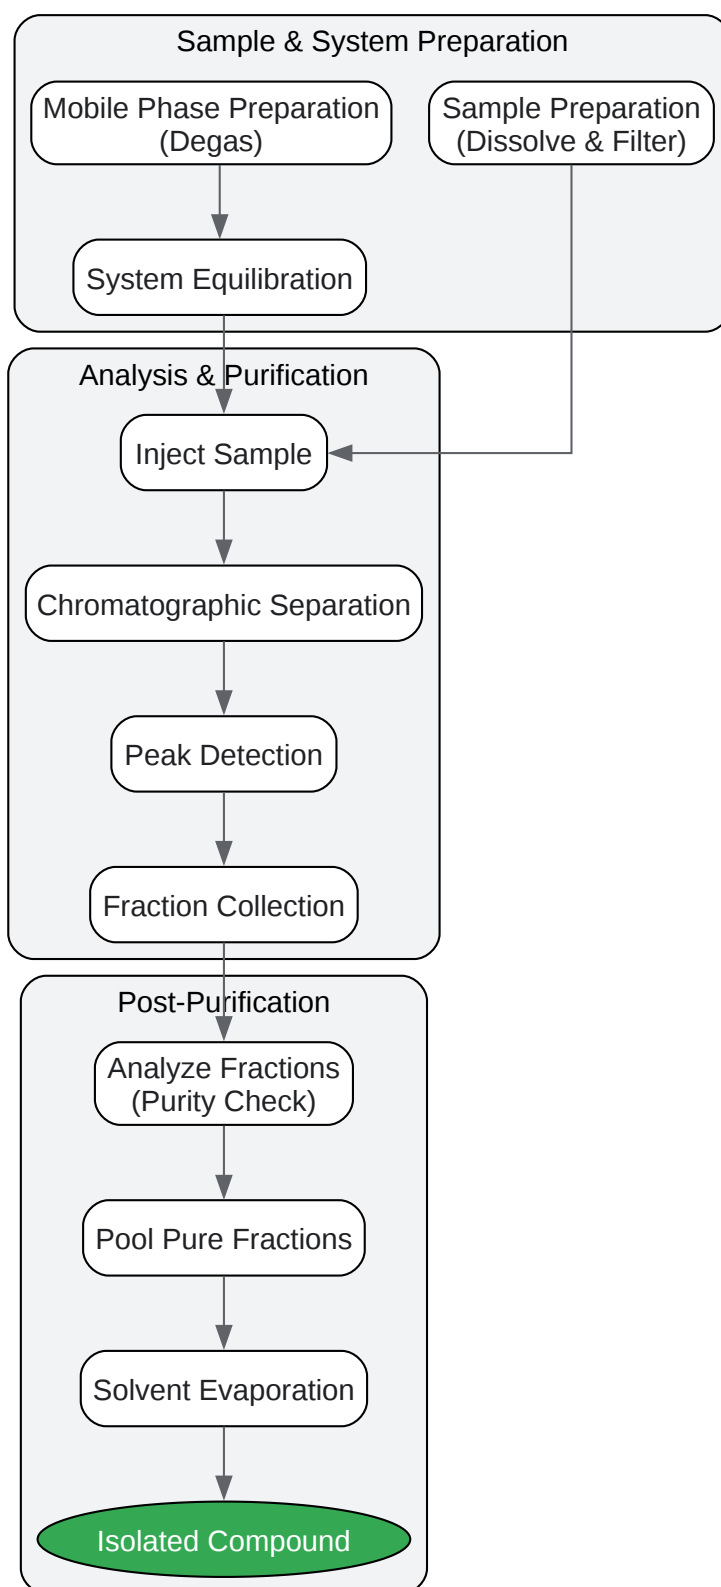 Sample & System Preparation
Mobile Phase Preparation
(Degas)
Sample Preparation
(Dissolve & Filter)
System Equilibration
Analysis & Purification
Inject Sample
Chromatographic Separation
Peak Detection
Fraction Collection
Post-Purification
Analyze Fractions
(Purity Check)
Pool Pure Fractions
Solvent Evaporation
Isolated Compound